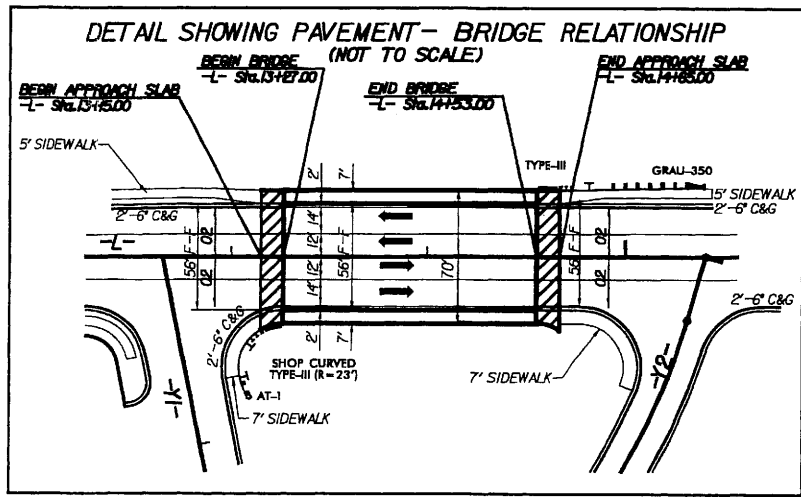 DETAIL SHOWING PAVEMENT- BRIDGE RELATIONSHIP
(NOT TO SCALE)
BEGIN BRIDGE
-L- Sta.13+27.00
END APPROACH SLAB
-L- Sta.14+65.00
BEGIN APPROACH SLAB
-L- Sta.13+15.00
END BRIDGE
-L- Sta.14+53.00
5' SIDEWALK
TYPE-III
T
GRAU-350
2'
7'
5' SIDEWALK
2'-6" C&G
2'-6" C&G
-L-
56' F-F
14'
12'
12'
14'
56' F-F
70'
56' F-F
2'-6" C&G
2'-6" C&G
2'
7'
SHOP CURVED
TYPE-III (R=23')
7' SIDEWALK
AT-1
7' SIDEWALK
-Y1-
-Y2-